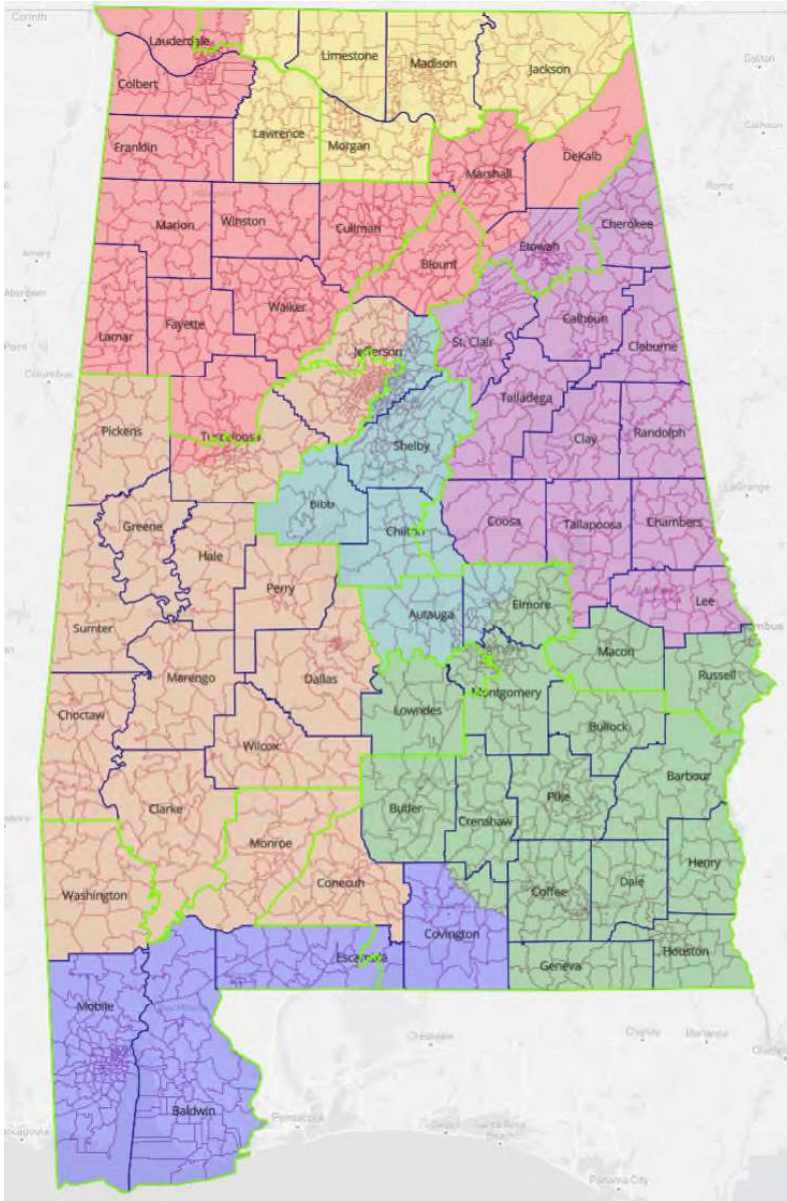 Corinth
Lauderdale
Limestone
Madison
Jackson
Dalton
Colbert
Lawrence
Morgan
Calhoun
Franklin
DeKalb
Marshall
Rome
Marion
Winston
Cullman
Cherokee
Etowah
Amory
Blount
Aberdeen
Walker
Calhoun
Lamar
Fayette
Jefferson
St. Clair
Cleburne
Columbus
Talladega
Pickens
Tuscaloosa
Shelby
Clay
Randolph
LaGrange
Bibb
Greene
Chilton
Coosa
Tallapoosa
Chambers
Hale
Perry
Autauga
Elmore
Lee
Sumter
Macon
Marengo
Dallas
Montgomery
Russell
Choctaw
Lowndes
Bullock
Wilcox
Barbour
Clarke
Butler
Pike
Crenshaw
Monroe
Henry
Washington
Conecuh
Coffee
Dale
Covington
Escambia
Geneva
Houston
Mobile
Crestview
Chipley
Marianna
Baldwin
Pensacola
Santa Rosa
Beach
Panama City